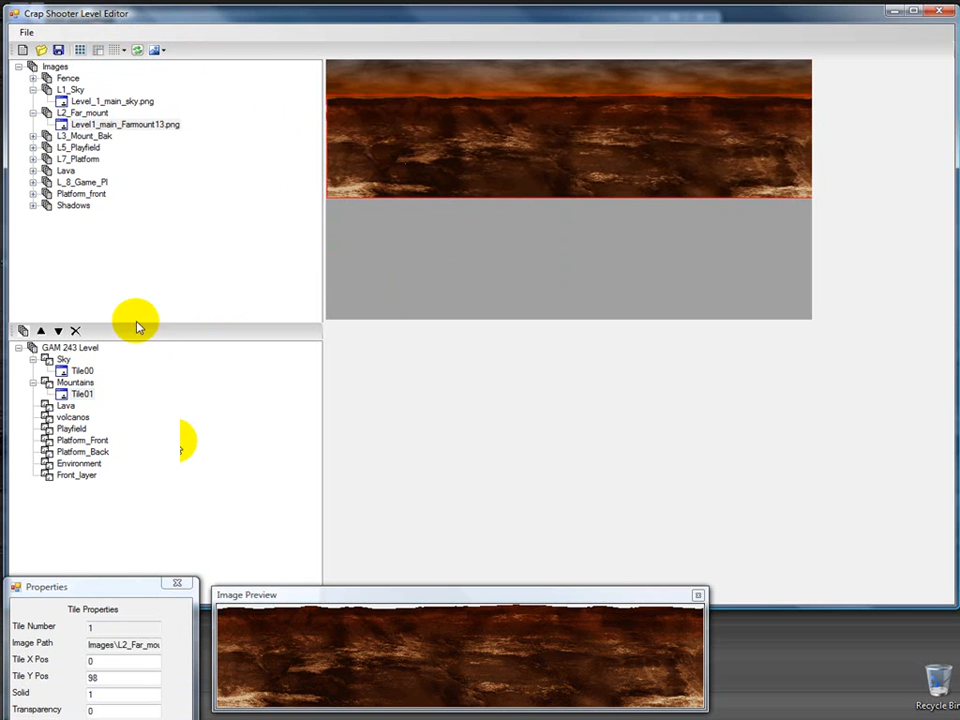 Crap Shooter Level Editor
File
Images
Fence
L1_Sky
Level_1_main_sky.png
L2_Far_mount
Level1_main_Farmount13.png
L3_Mount_Bak
L5_Playfield
L7_Platform
Lava
L_8_Game_Pl
Platform_front
Shadows
GAM 243 Level
Sky
Tile00
Mountains
Tile01
Lava
volcanos
Playfield
Platform_Front
Platform_Back
Environment
Front_layer
Properties
Tile Properties
Tile Number 1
Image Path Images\L2_Far_mou
Tile X Pos 0
Tile Y Pos 98
Solid 1
Transparency 0
Image Preview
Recycle Bin